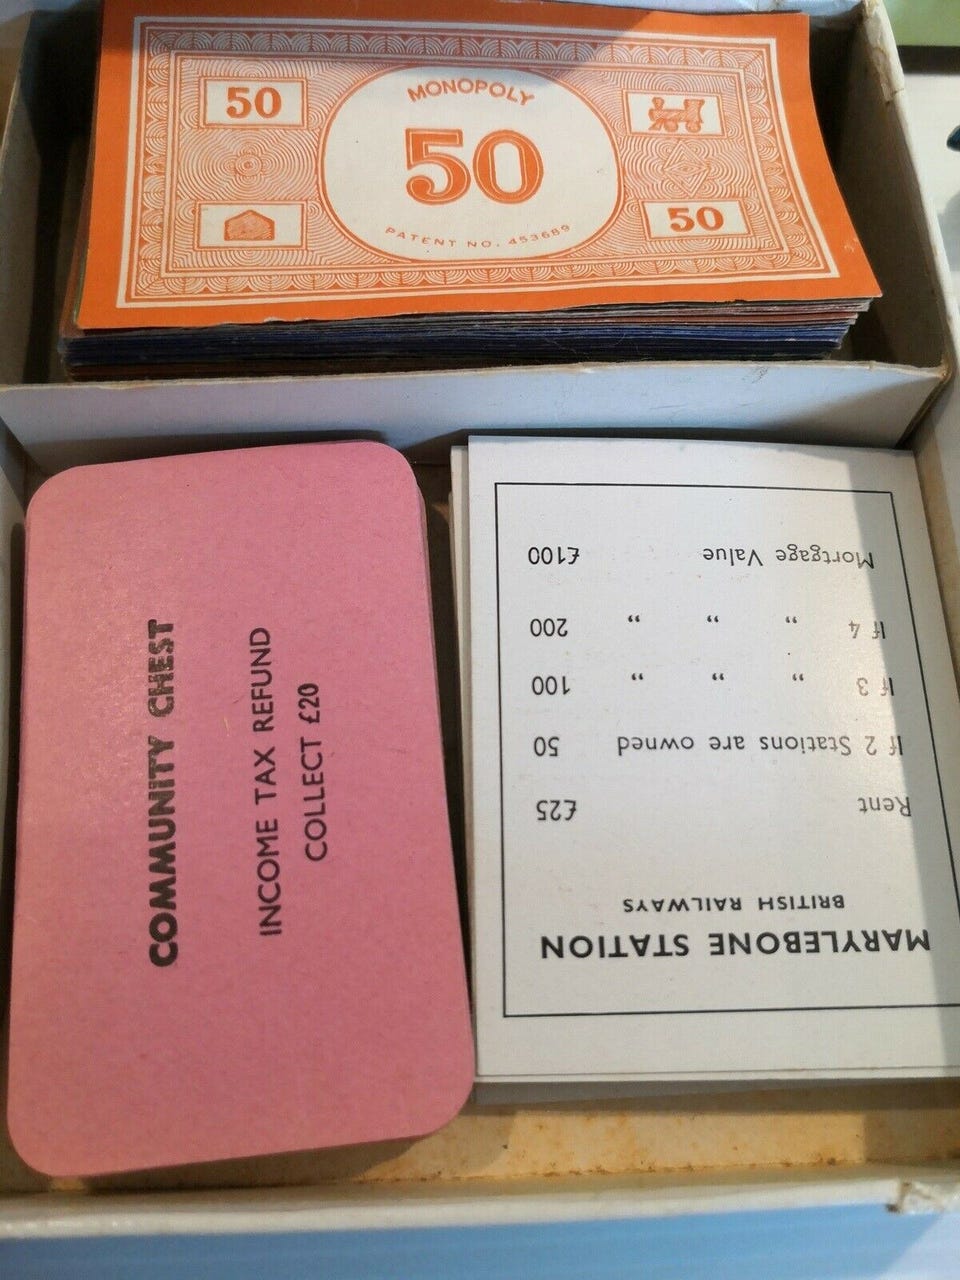 MONOPOLY
50
50
50
PATENT NO. 453689
COMMUNITY CHEST
INCOME TAX REFUND
COLLECT £20
MARYLEBONE STATION
BRITISH RAILWAYS
Rent £25
If 2 Stations are owned 50
If 3 " " " 100
If 4 " " " 200
Mortgage Value £100